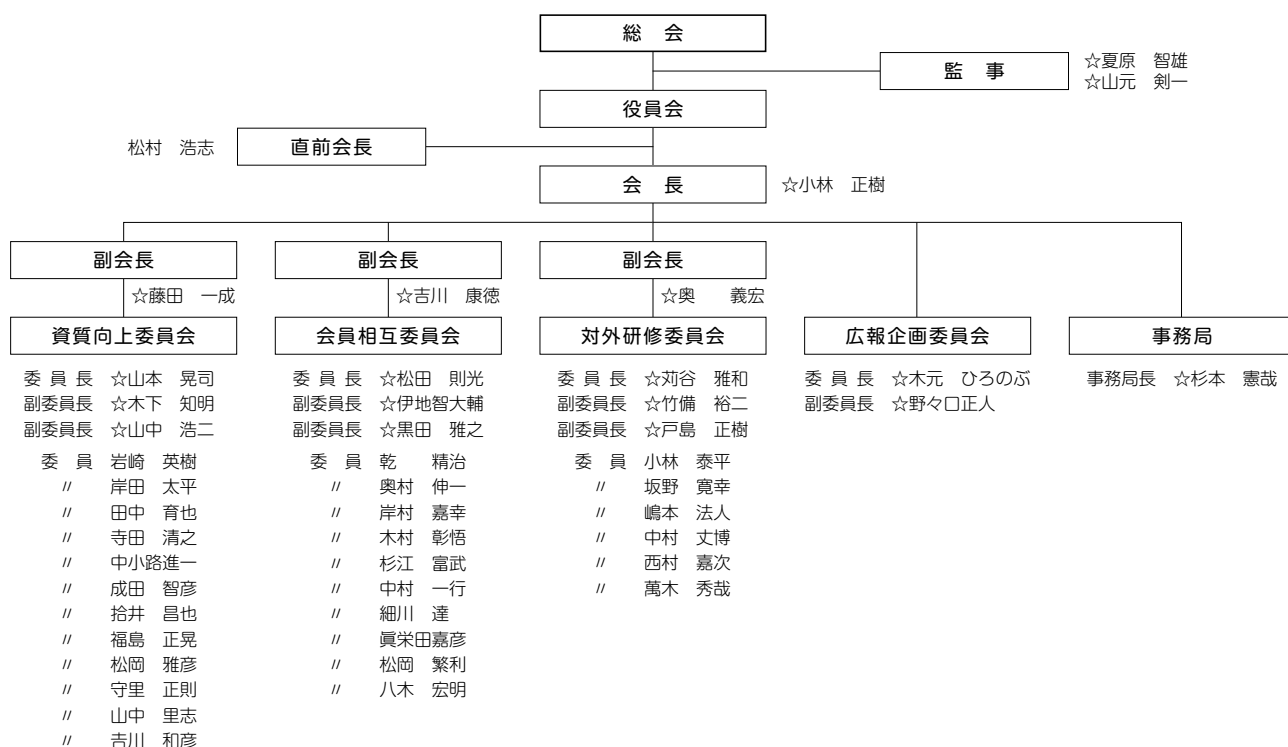 総　会
監　事
☆夏原　智雄
☆山元　剣一
役員会
松村　浩志
直前会長
会　長
☆小林　正樹
副会長
☆藤田　一成
資質向上委員会
委 員 長　☆山本　晃司
副委員長　☆木下　知明
副委員長　☆山中　浩二
委　員　岩崎　英樹
〃　岸田　太平
〃　田中　育也
〃　寺田　清之
〃　中小路進一
〃　成田　智彦
〃　拾井　昌也
〃　福島　正晃
〃　松岡　雅彦
〃　守里　正則
〃　山中　里志
〃　吉川　和彦
副会長
☆吉川　康徳
会員相互委員会
委 員 長　☆松田　則光
副委員長　☆伊地智大輔
副委員長　☆黒田　雅之
委　員　乾　　精治
〃　奥村　伸一
〃　岸村　嘉幸
〃　木村　彰悟
〃　杉江　富武
〃　中村　一行
〃　細川　達
〃　眞栄田嘉彦
〃　松岡　繁利
〃　八木　宏明
副会長
☆奥　　義宏
対外研修委員会
委 員 長　☆苅谷　雅和
副委員長　☆竹備　裕二
副委員長　☆戸島　正樹
委　員　小林　泰平
〃　坂野　寛幸
〃　嶋本　法人
〃　中村　丈博
〃　西村　嘉次
〃　萬木　秀哉
広報企画委員会
委 員 長　☆木元　ひろのぶ
副委員長　☆野々口正人
事務局
事務局長　☆杉本　憲哉